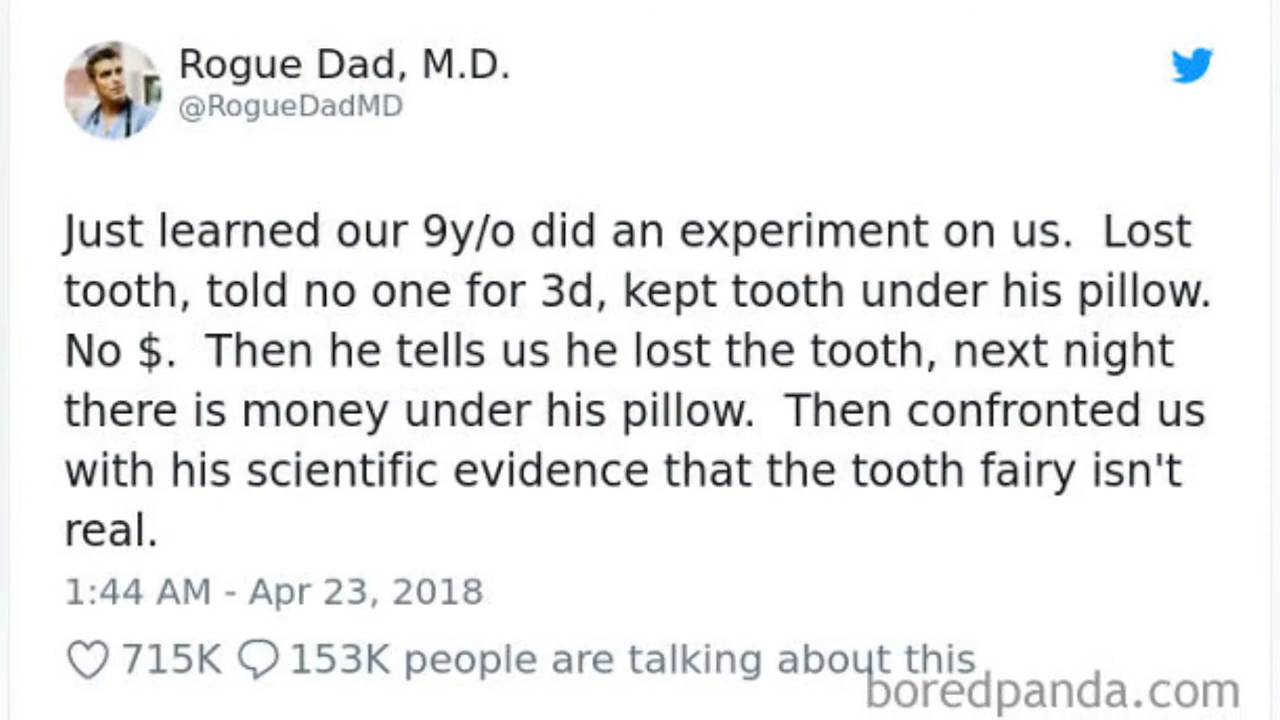 Rogue Dad, M.D.
@RogueDadMD
Just learned our 9y/o did an experiment on us.  Lost
tooth, told no one for 3d, kept tooth under his pillow.
No $.  Then he tells us he lost the tooth, next night
there is money under his pillow.  Then confronted us
with his scientific evidence that the tooth fairy isn't
real.
1:44 AM - Apr 23, 2018
715K 153K people are talking about this
boredpanda.com